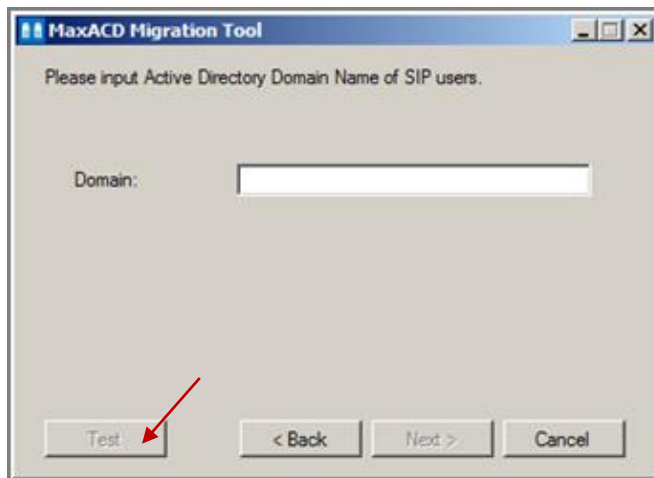 MaxACD Migration Tool
Please input Active Directory Domain Name of SIP users.
Domain:
Test
< Back
Next >
Cancel